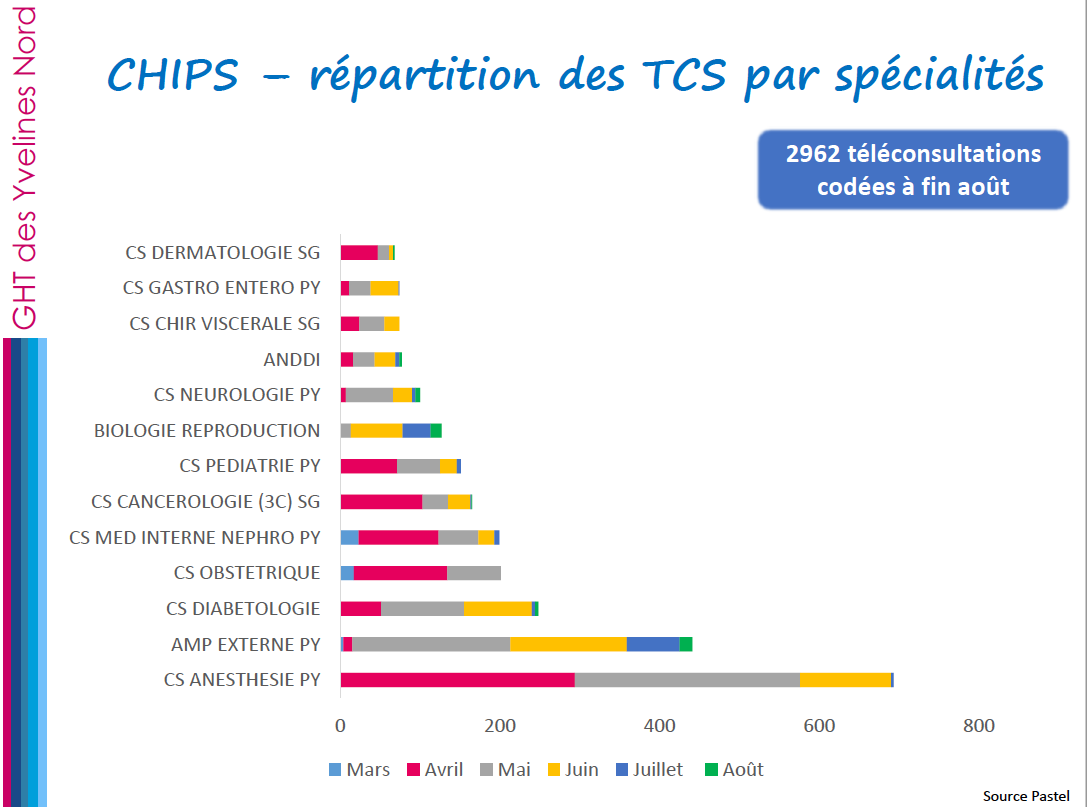 GHT des Yvelines Nord
CHIPS – répartition des TCS par spécialités
2962 téléconsultations
codées à fin août
CS DERMATOLOGIE SG
CS GASTRO ENTERO PY
CS CHIR VISCERALE SG
ANDDI
CS NEUROLOGIE PY
BIOLOGIE REPRODUCTION
CS PEDIATRIE PY
CS CANCEROLOGIE (3C) SG
CS MED INTERNE NEPHRO PY
CS OBSTETRIQUE
CS DIABETOLOGIE
AMP EXTERNE PY
CS ANESTHESIE PY
0 200 400 600 800
Mars Avril Mai Juin Juillet Août
Source Pastel